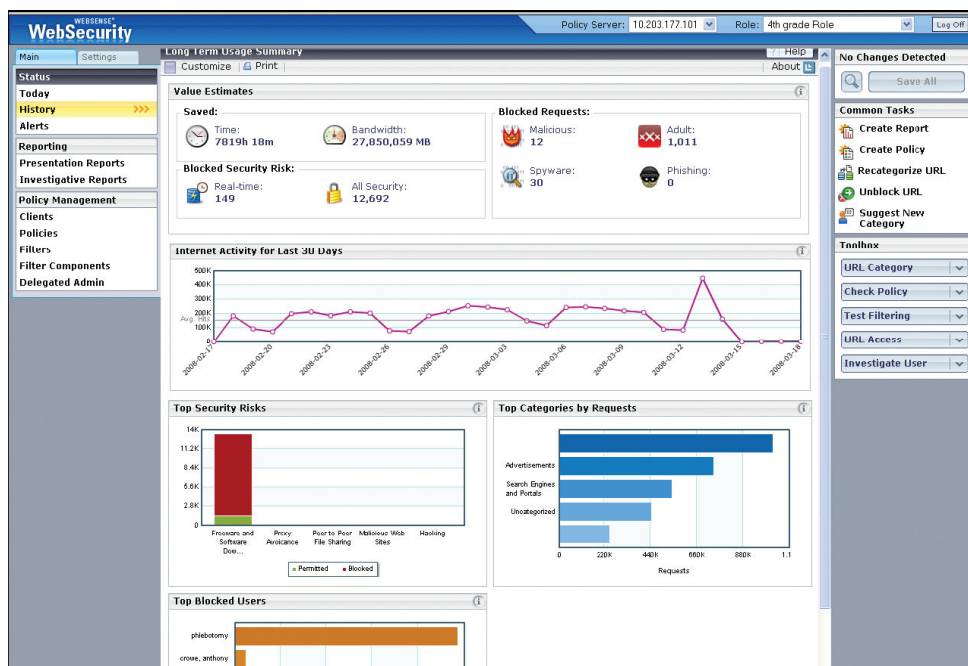 WEBSENSE®
WebSecurity
Policy Server: 10.203.177.101
Role: 4th grade Role
Log Off
Main
Settings
Status
Today
History >>>
Alerts
Reporting
Presentation Reports
Investigative Reports
Policy Management
Clients
Policies
Filters
Filter Components
Delegated Admin
Long Term Usage Summary
? Help
Customize
Print
About
Value Estimates
Saved:
Time:
7819h 18m
Bandwidth:
27,850,059 MB
Blocked Security Risk:
Real-time:
149
All Security:
12,692
Blocked Requests:
Malicious:
12
Adult:
1,011
xXx
Spyware:
30
Phishing:
0
Internet Activity for Last 30 Days
500K
400K
300K
200K
Avg. Hits
100K
0
2008-02-17
2008-02-20
2008-02-23
2008-02-26
2008-02-29
2008-03-03
2008-03-06
2008-03-09
2008-03-12
2008-03-15
2008-03-18
Top Security Risks
14K
11.2K
8.4K
5.6K
2.8K
0
Freeware and
Software
Dow...
Proxy
Avoidance
Peer to Peer
File Sharing
Malicious Web
Sites
Hacking
Permitted
Blocked
Top Categories by Requests
Advertisements
Search Engines
and Portals
Uncategorized
0
220K
440K
660K
880K
1.1
Requests
Top Blocked Users
phlebotomy
crowe, anthony
No Changes Detected
Save All
Common Tasks
Create Report
Create Policy
Recategorize URL
Unblock URL
Suggest New
Category
Toolbox
URL Category
Check Policy
Test Filtering
URL Access
Investigate User